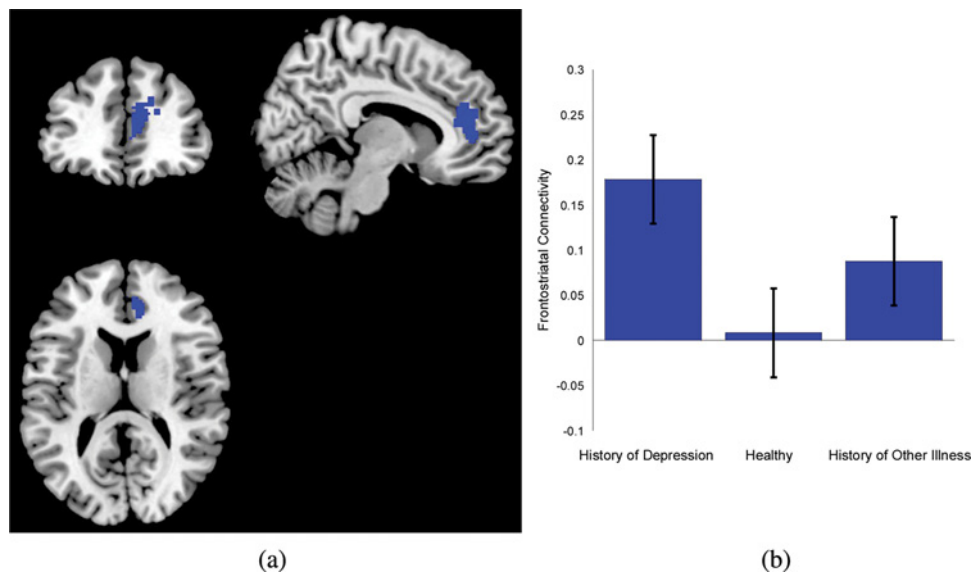 Frontostriatal Connectivity
0.3
0.25
0.2
0.15
0.1
0.05
0
-0.05
-0.1
History of Depression
Healthy
History of Other Illness
(a)
(b)